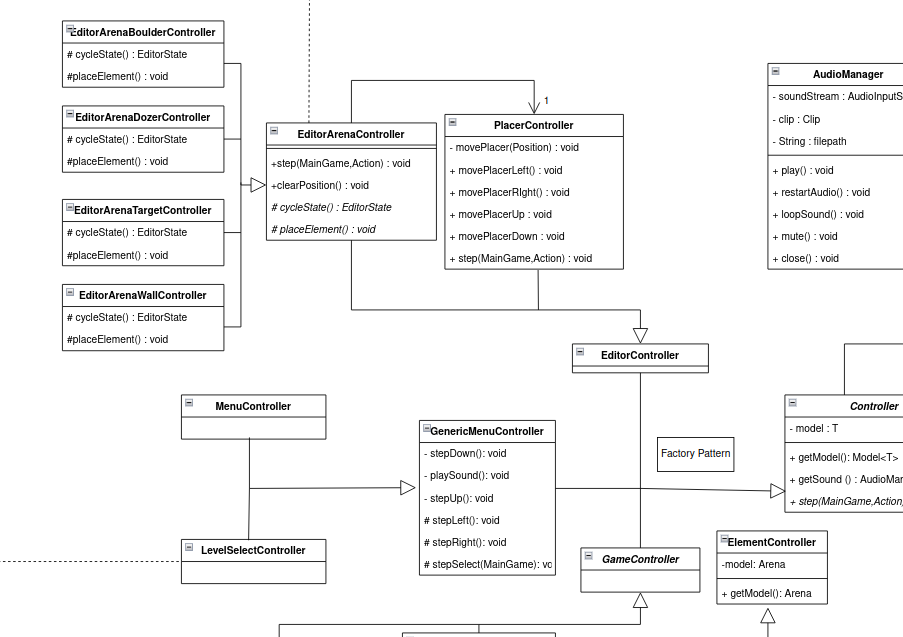 EditorArenaBoulderController
# cycleState() : EditorState
#placeElement() : void
EditorArenaDozerController
# cycleState() : EditorState
#placeElement() : void
EditorArenaTargetController
# cycleState() : EditorState
#placeElement() : void
EditorArenaWallController
# cycleState() : EditorState
#placeElement() : void
EditorArenaController
+step(MainGame,Action) : void
+clearPosition() : void
# cycleState() : EditorState
# placeElement() : void
1
PlacerController
- movePlacer(Position) : void
+ movePlacerLeft() : void
+ movePlacerRIght() : void
+ movePlacerUp : void
+ movePlacerDown : void
+ step(MainGame,Action) : void
AudioManager
- soundStream : AudioInputS
- clip : Clip
- String : filepath
+ play() : void
+ restartAudio() : void
+ loopSound() : void
+ mute() : void
+ close() : void
EditorController
MenuController
GenericMenuController
- stepDown(): void
- playSound(): void
- stepUp(): void
# stepLeft(): void
# stepRight(): void
# stepSelect(MainGame): vo
Factory Pattern
Controller
- model : T
+ getModel(): Model<T>
+ getSound () : AudioMar
+ step(MainGame,Action,
LevelSelectController
GameController
ElementController
-model: Arena
+ getModel(): Arena